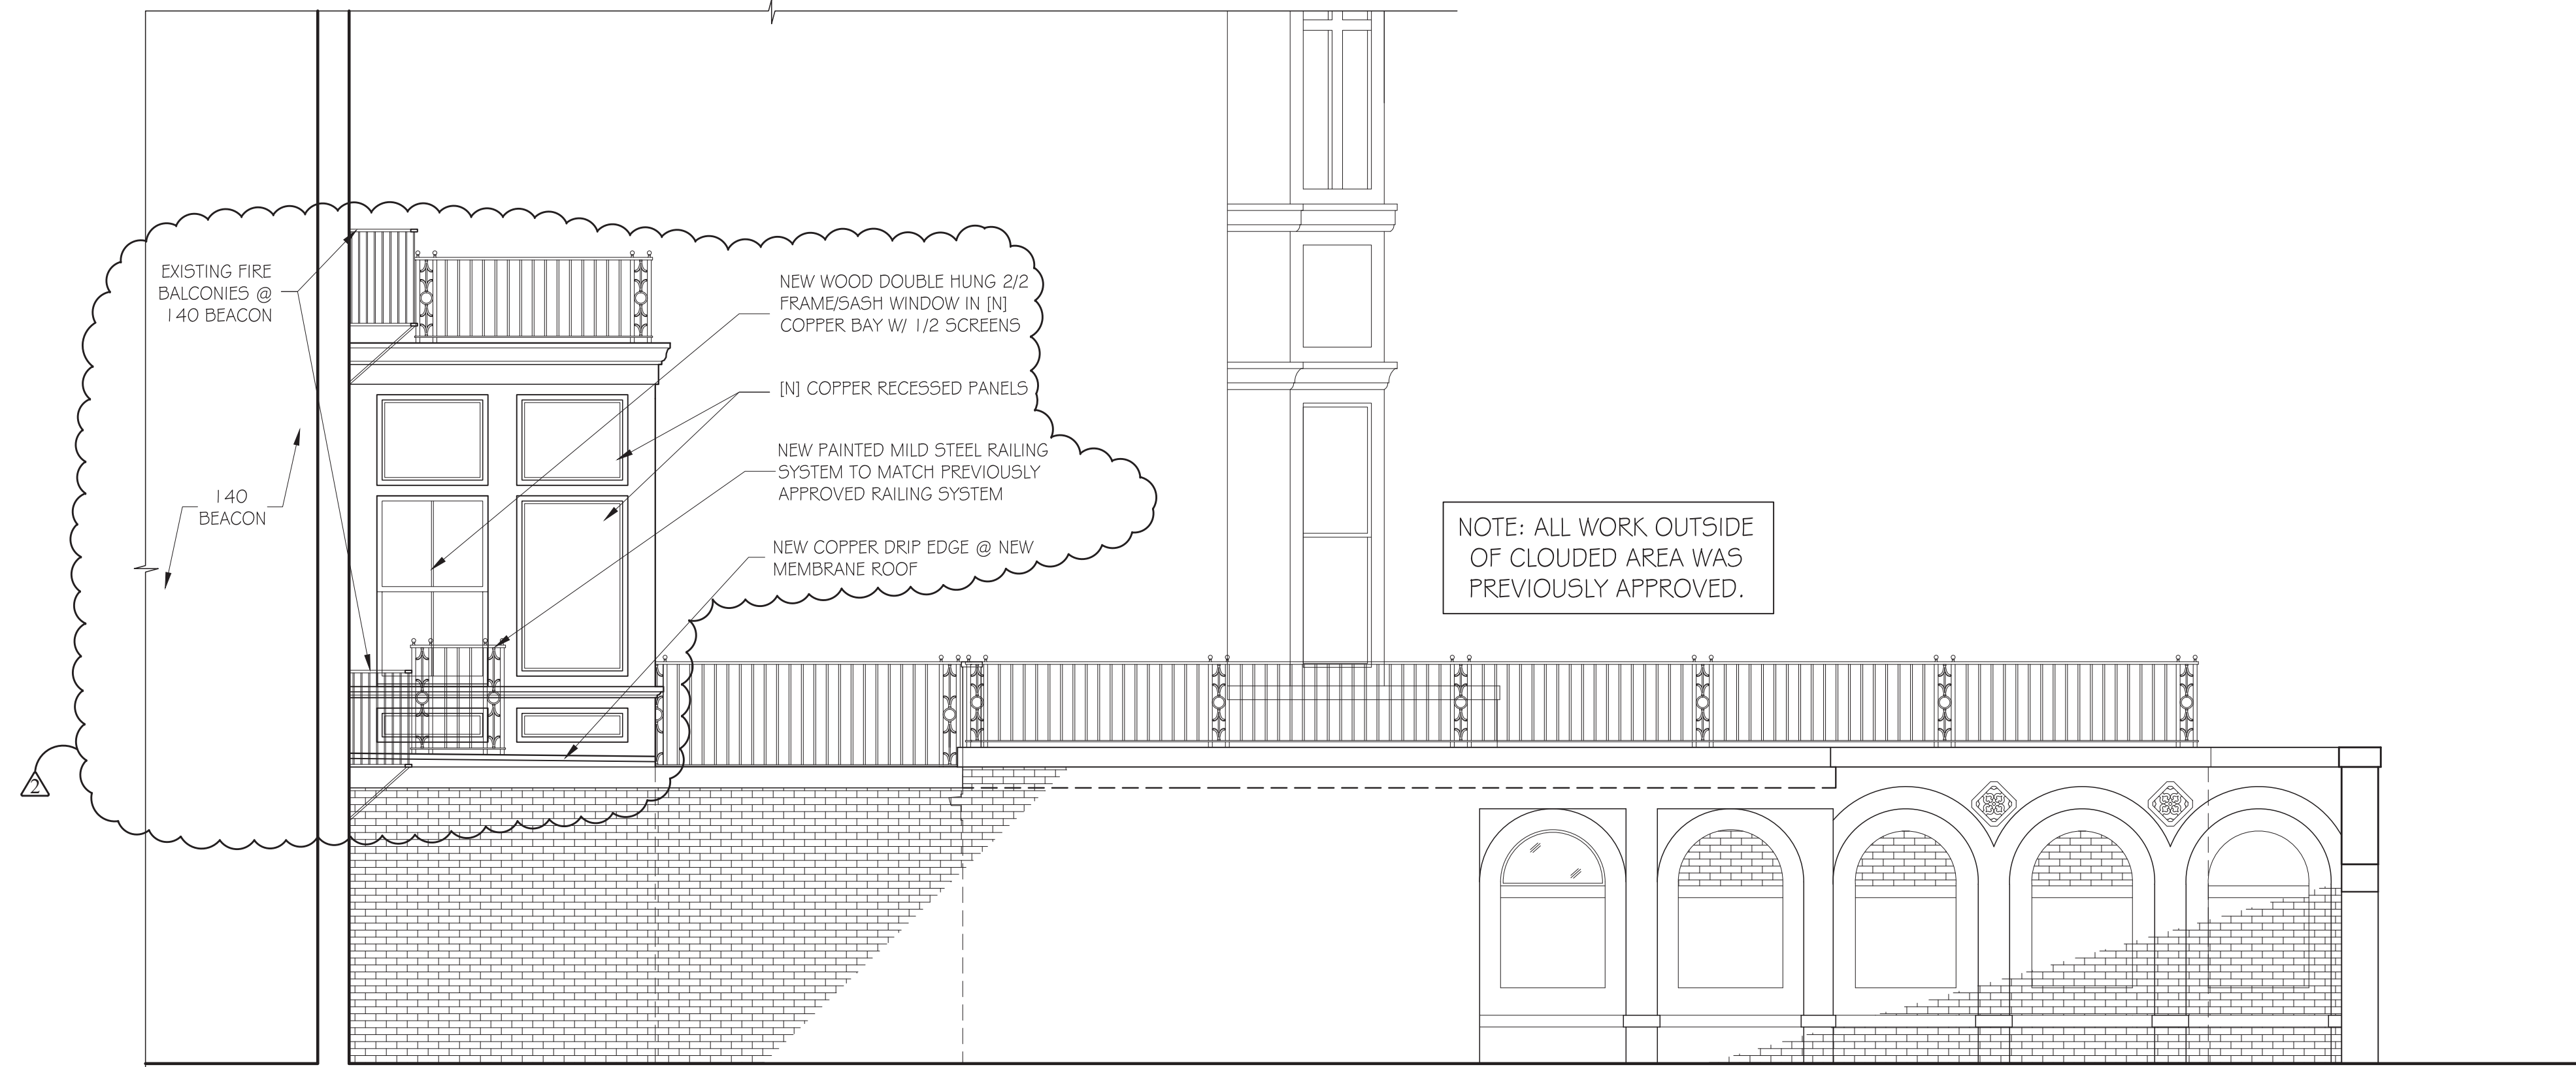 EXISTING FIRE
BALCONIES @
140 BEACON
140
BEACON
NEW WOOD DOUBLE HUNG 2/2
FRAME/SASH WINDOW IN [N]
COPPER BAY W/ 1/2 SCREENS
[N] COPPER RECESSED PANELS
NEW PAINTED MILD STEEL RAILING
SYSTEM TO MATCH PREVIOUSLY
APPROVED RAILING SYSTEM
NEW COPPER DRIP EDGE @ NEW
MEMBRANE ROOF
NOTE: ALL WORK OUTSIDE
OF CLOUDED AREA WAS
PREVIOUSLY APPROVED.
2